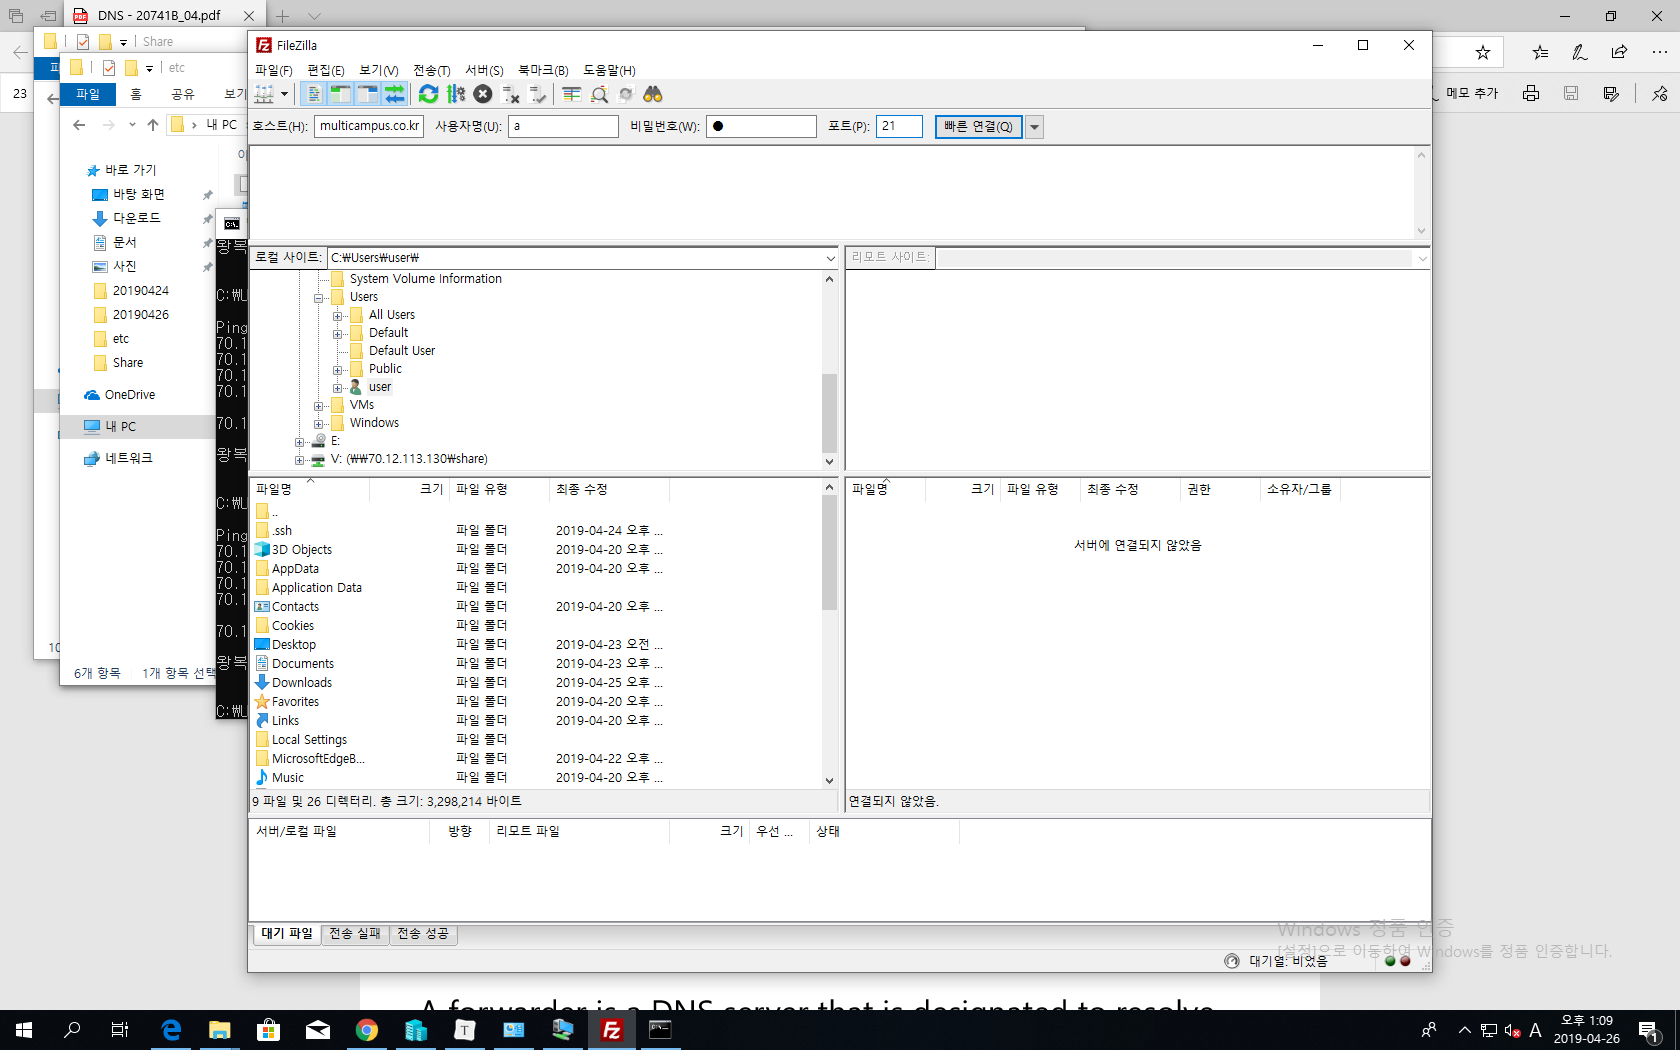 DNS - 20741B_04.pdf
Share
etc
23
파일
홈
공유
보기
내 PC
메모 추가
바로 가기
바탕 화면
다운로드
문서
사진
20190424
20190426
etc
Share
OneDrive
내 PC
네트워크
6개 항목
1개 항목 선택
왕복
Ping
70.1
70.1
70.1
70.1
70.1
왕복
Ping
70.1
70.1
70.1
70.1
70.1
왕복
FileZilla
파일(F) 편집(E) 보기(V) 전송(T) 서버(S) 북마크(B) 도움말(H)
호스트(H): multicampus.co.kr 사용자명(U): a 비밀번호(W): ● 포트(P): 21 빠른 연결(Q)
로컬 사이트: C:₩Users₩user₩
리모트 사이트:
System Volume Information
Users
All Users
Default
Default User
Public
user
VMs
Windows
E:
V: (₩₩70.12.113.130₩share)
파일명 크기 파일 유형 최종 수정
..
.ssh 파일 폴더 2019-04-24 오후 ...
3D Objects 파일 폴더 2019-04-20 오후 ...
AppData 파일 폴더 2019-04-20 오후 ...
Application Data 파일 폴더
Contacts 파일 폴더 2019-04-20 오후 ...
Cookies 파일 폴더
Desktop 파일 폴더 2019-04-23 오전 ...
Documents 파일 폴더 2019-04-23 오후 ...
Downloads 파일 폴더 2019-04-25 오후 ...
Favorites 파일 폴더 2019-04-20 오후 ...
Links 파일 폴더 2019-04-20 오후 ...
Local Settings 파일 폴더
MicrosoftEdgeB... 파일 폴더 2019-04-22 오후 ...
Music 파일 폴더 2019-04-20 오후 ...
9 파일 및 26 디렉터리. 총 크기: 3,298,214 바이트
파일명 크기 파일 유형 최종 수정 권한 소유자/그룹
서버에 연결되지 않았음
연결되지 않았음.
서버/로컬 파일 방향 리모트 파일 크기 우선 ... 상태
대기 파일 전송 실패 전송 성공
대기열: 비었음
Windows 정품 인증
[설정]으로 이동하여 Windows를 정품 인증합니다.
A forwarder is a DNS server that is designated to resolve
A
오후 1:09
2019-04-26
1